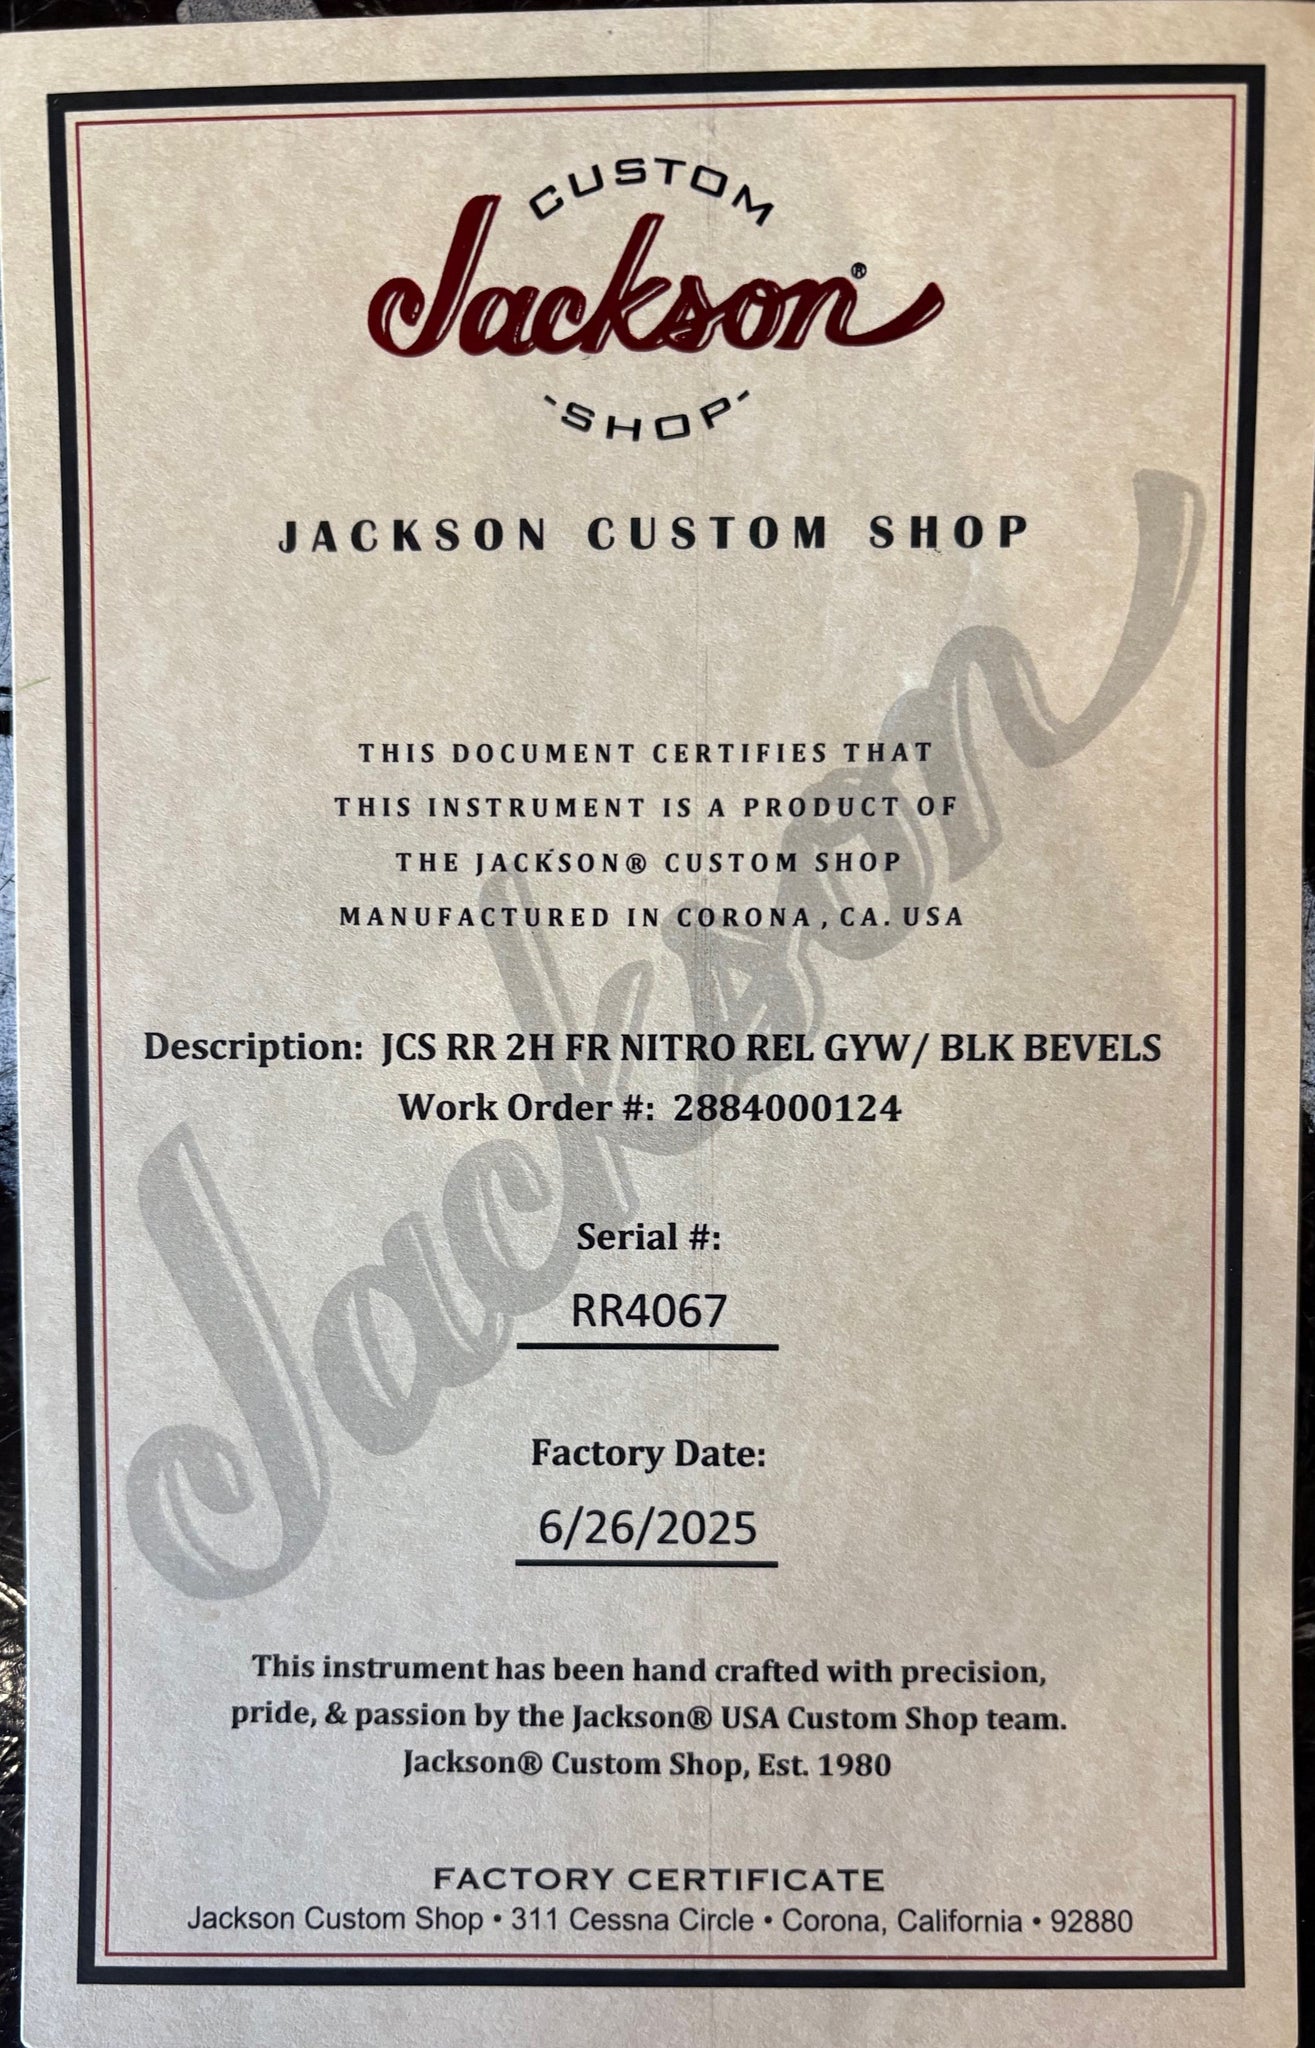 CUSTOM
Jackson®
-SHOP-
JACKSON CUSTOM SHOP
THIS DOCUMENT CERTIFIES THAT
THIS INSTRUMENT IS A PRODUCT OF
THE JACKSON® CUSTOM SHOP
MANUFACTURED IN CORONA, CA. USA
Jackson
Description: JCS RR 2H FR NITRO REL GYW/ BLK BEVELS
Work Order #: 2884000124
Serial #:
RR4067
Factory Date:
6/26/2025
This instrument has been hand crafted with precision,
pride, & passion by the Jackson® USA Custom Shop team.
Jackson® Custom Shop, Est. 1980
FACTORY CERTIFICATE
Jackson Custom Shop • 311 Cessna Circle • Corona, California • 92880